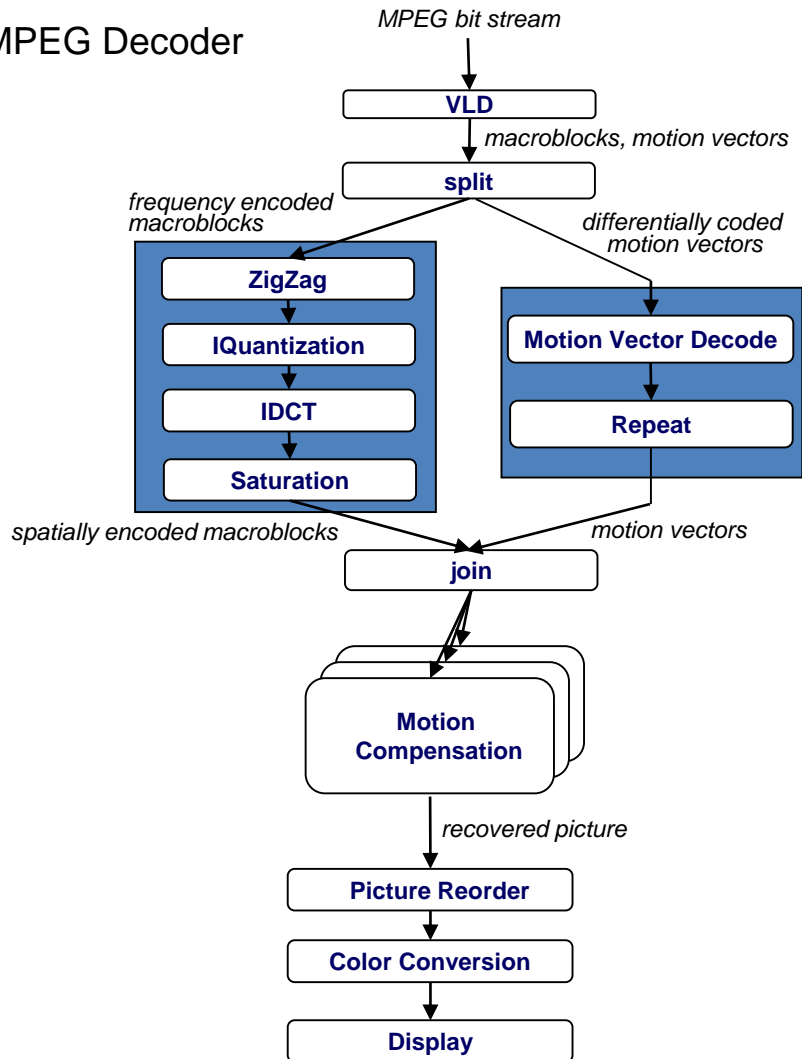 MPEG bit stream
MPEG Decoder
VLD
macroblocks, motion vectors
split
frequency encoded
macroblocks
differentially coded
motion vectors
ZigZag
IQuantization
IDCT
Saturation
Motion Vector Decode
Repeat
spatially encoded macroblocks
motion vectors
join
Motion
Compensation
recovered picture
Picture Reorder
Color Conversion
Display